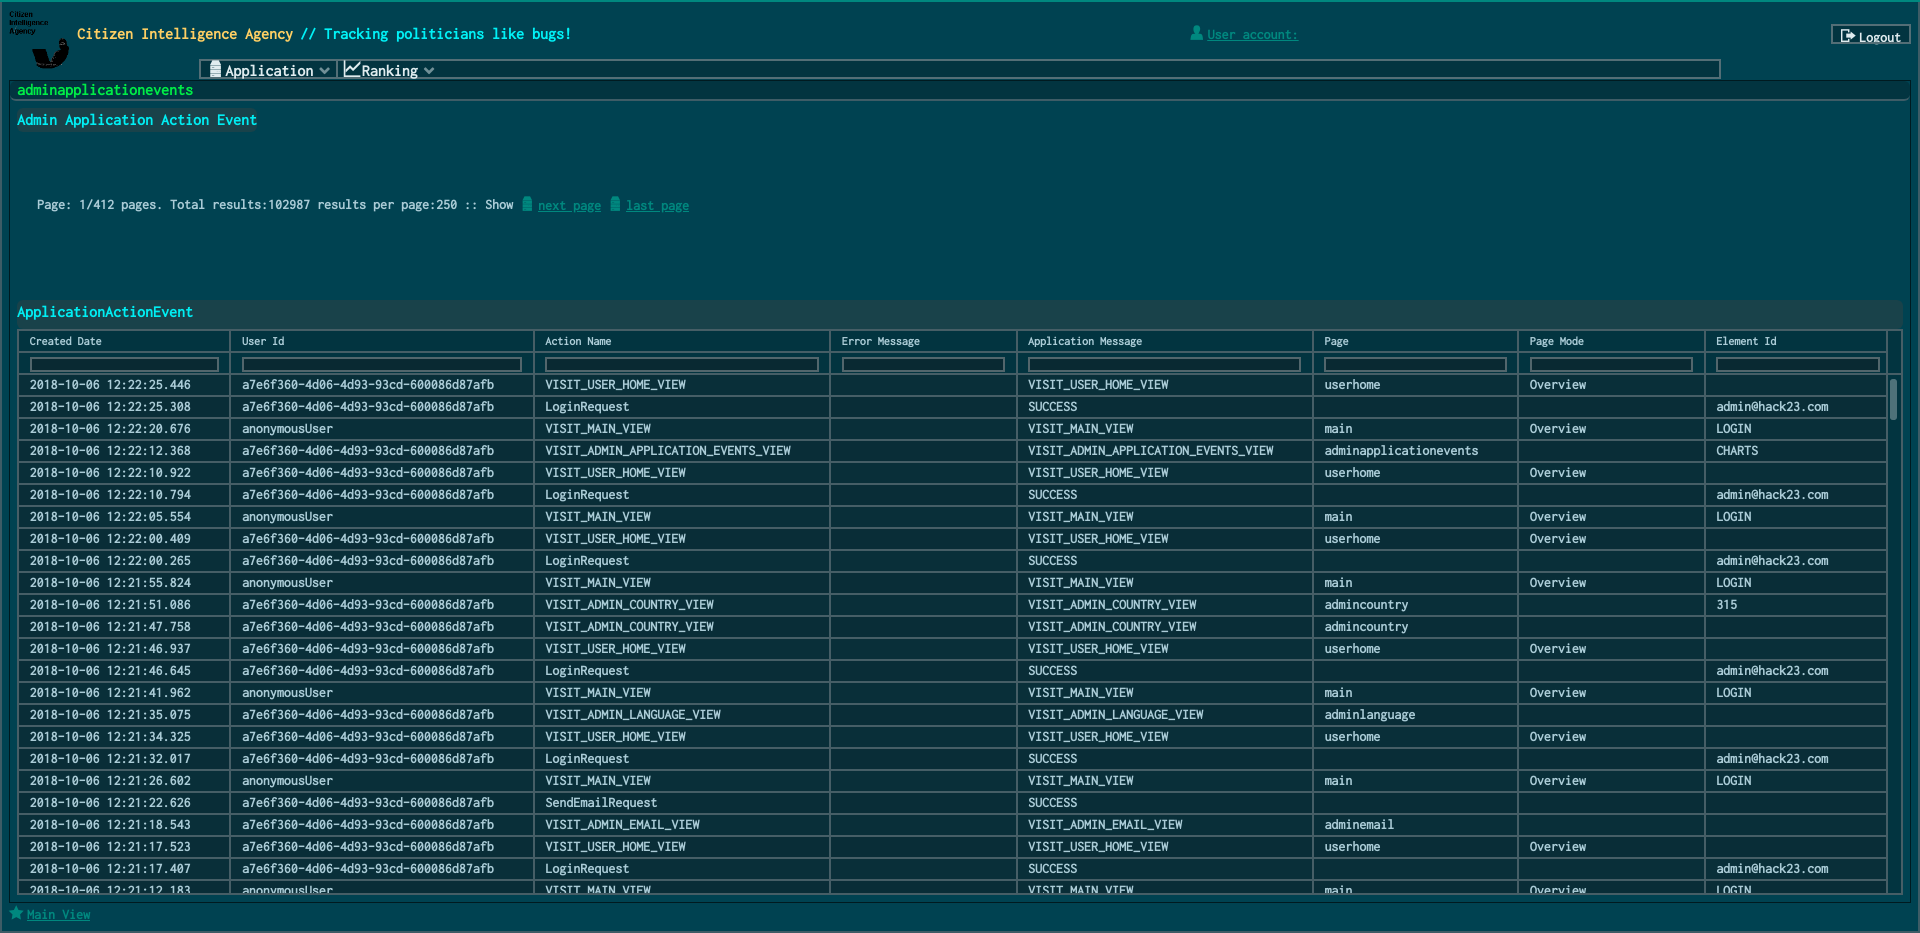 Citizen
Intelligence
Agency
Citizen Intelligence Agency // Tracking politicians like bugs!
User account:
Logout
Application Ranking
adminapplicationevents
Admin Application Action Event
Page: 1/412 pages. Total results:102987 results per page:250 :: Show next page last page
ApplicationActionEvent
Created Date User Id Action Name Error Message Application Message Page Page Mode Element Id
2018-10-06 12:22:25.446 a7e6f360-4d06-4d93-93cd-600086d87afb VISIT_USER_HOME_VIEW VISIT_USER_HOME_VIEW userhome Overview
2018-10-06 12:22:25.308 a7e6f360-4d06-4d93-93cd-600086d87afb LoginRequest SUCCESS admin@hack23.com
2018-10-06 12:22:20.676 anonymousUser VISIT_MAIN_VIEW VISIT_MAIN_VIEW main Overview LOGIN
2018-10-06 12:22:12.368 a7e6f360-4d06-4d93-93cd-600086d87afb VISIT_ADMIN_APPLICATION_EVENTS_VIEW VISIT_ADMIN_APPLICATION_EVENTS_VIEW adminapplicationevents CHARTS
2018-10-06 12:22:10.922 a7e6f360-4d06-4d93-93cd-600086d87afb VISIT_USER_HOME_VIEW VISIT_USER_HOME_VIEW userhome Overview
2018-10-06 12:22:10.794 a7e6f360-4d06-4d93-93cd-600086d87afb LoginRequest SUCCESS admin@hack23.com
2018-10-06 12:22:05.554 anonymousUser VISIT_MAIN_VIEW VISIT_MAIN_VIEW main Overview LOGIN
2018-10-06 12:22:00.409 a7e6f360-4d06-4d93-93cd-600086d87afb VISIT_USER_HOME_VIEW VISIT_USER_HOME_VIEW userhome Overview
2018-10-06 12:22:00.265 a7e6f360-4d06-4d93-93cd-600086d87afb LoginRequest SUCCESS admin@hack23.com
2018-10-06 12:21:55.824 anonymousUser VISIT_MAIN_VIEW VISIT_MAIN_VIEW main Overview LOGIN
2018-10-06 12:21:51.086 a7e6f360-4d06-4d93-93cd-600086d87afb VISIT_ADMIN_COUNTRY_VIEW VISIT_ADMIN_COUNTRY_VIEW admincountry 315
2018-10-06 12:21:47.758 a7e6f360-4d06-4d93-93cd-600086d87afb VISIT_ADMIN_COUNTRY_VIEW VISIT_ADMIN_COUNTRY_VIEW admincountry
2018-10-06 12:21:46.937 a7e6f360-4d06-4d93-93cd-600086d87afb VISIT_USER_HOME_VIEW VISIT_USER_HOME_VIEW userhome Overview
2018-10-06 12:21:46.645 a7e6f360-4d06-4d93-93cd-600086d87afb LoginRequest SUCCESS admin@hack23.com
2018-10-06 12:21:41.962 anonymousUser VISIT_MAIN_VIEW VISIT_MAIN_VIEW main Overview LOGIN
2018-10-06 12:21:35.075 a7e6f360-4d06-4d93-93cd-600086d87afb VISIT_ADMIN_LANGUAGE_VIEW VISIT_ADMIN_LANGUAGE_VIEW adminlanguage
2018-10-06 12:21:34.325 a7e6f360-4d06-4d93-93cd-600086d87afb VISIT_USER_HOME_VIEW VISIT_USER_HOME_VIEW userhome Overview
2018-10-06 12:21:32.017 a7e6f360-4d06-4d93-93cd-600086d87afb LoginRequest SUCCESS admin@hack23.com
2018-10-06 12:21:26.602 anonymousUser VISIT_MAIN_VIEW VISIT_MAIN_VIEW main Overview LOGIN
2018-10-06 12:21:22.626 a7e6f360-4d06-4d93-93cd-600086d87afb SendEmailRequest SUCCESS
2018-10-06 12:21:18.543 a7e6f360-4d06-4d93-93cd-600086d87afb VISIT_ADMIN_EMAIL_VIEW VISIT_ADMIN_EMAIL_VIEW adminemail
2018-10-06 12:21:17.523 a7e6f360-4d06-4d93-93cd-600086d87afb VISIT_USER_HOME_VIEW VISIT_USER_HOME_VIEW userhome Overview
2018-10-06 12:21:17.407 a7e6f360-4d06-4d93-93cd-600086d87afb LoginRequest SUCCESS admin@hack23.com
2018-10-06 12:21:12.183 anonymousUser VISIT_MAIN_VIEW VISIT_MAIN_VIEW main Overview LOGIN
Main View